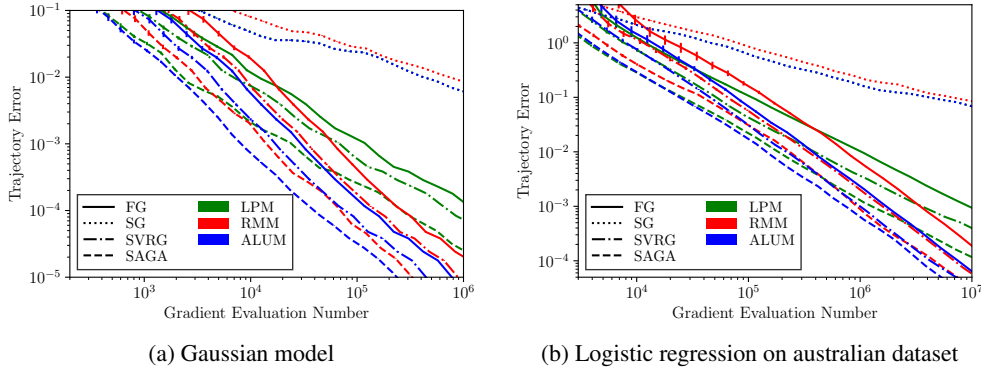 10^{-1}
10^{-2}
10^{-3}
10^{-4}
10^{-5}
Trajectory Error
FG
SG
SVRG
SAGA
LPM
RMM
ALUM
10^3
10^4
10^5
10^6
Gradient Evaluation Number
(a) Gaussian model
10^0
10^{-1}
10^{-2}
10^{-3}
10^{-4}
Trajectory Error
FG
SG
SVRG
SAGA
LPM
RMM
ALUM
10^4
10^5
10^6
10^7
Gradient Evaluation Number
(b) Logistic regression on australian dataset